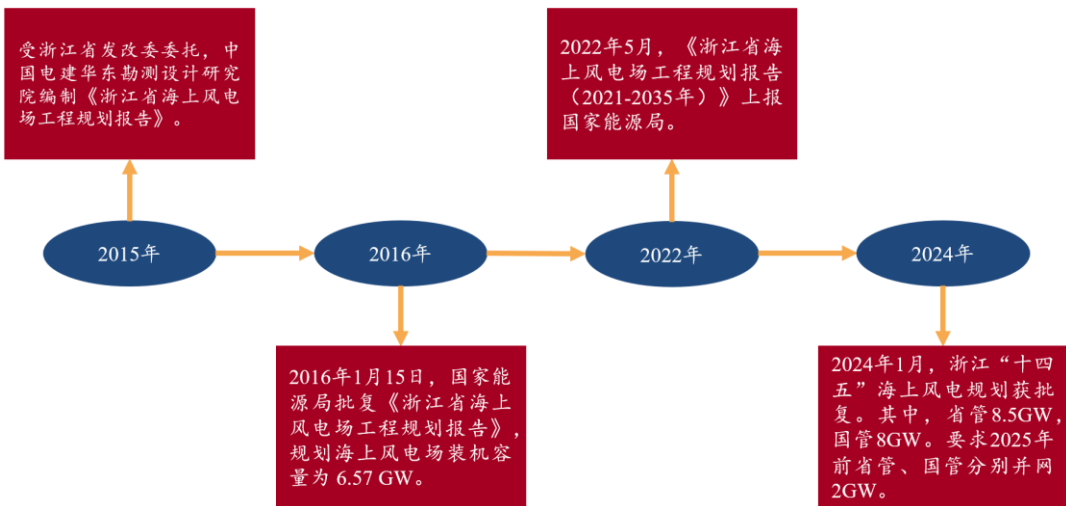 受浙江省发改委委托，中
国电建华东勘测设计研究
院编制《浙江省海上风电
场工程规划报告》。
2022年5月，《浙江省海
上风电场工程规划报告
（2021-2035年）》上报
国家能源局。
2015年
2016年
2022年
2024年
2016年1月15日，国家能
源局批复《浙江省海上
风电场工程规划报告》，
规划海上风电场装机容
量为 6.57 GW。
2024年1月，浙江“十四
五”海上风电规划获批
复。其中，省管8.5GW，
国管8GW。要求2025年
前省管、国管分别并网
2GW。